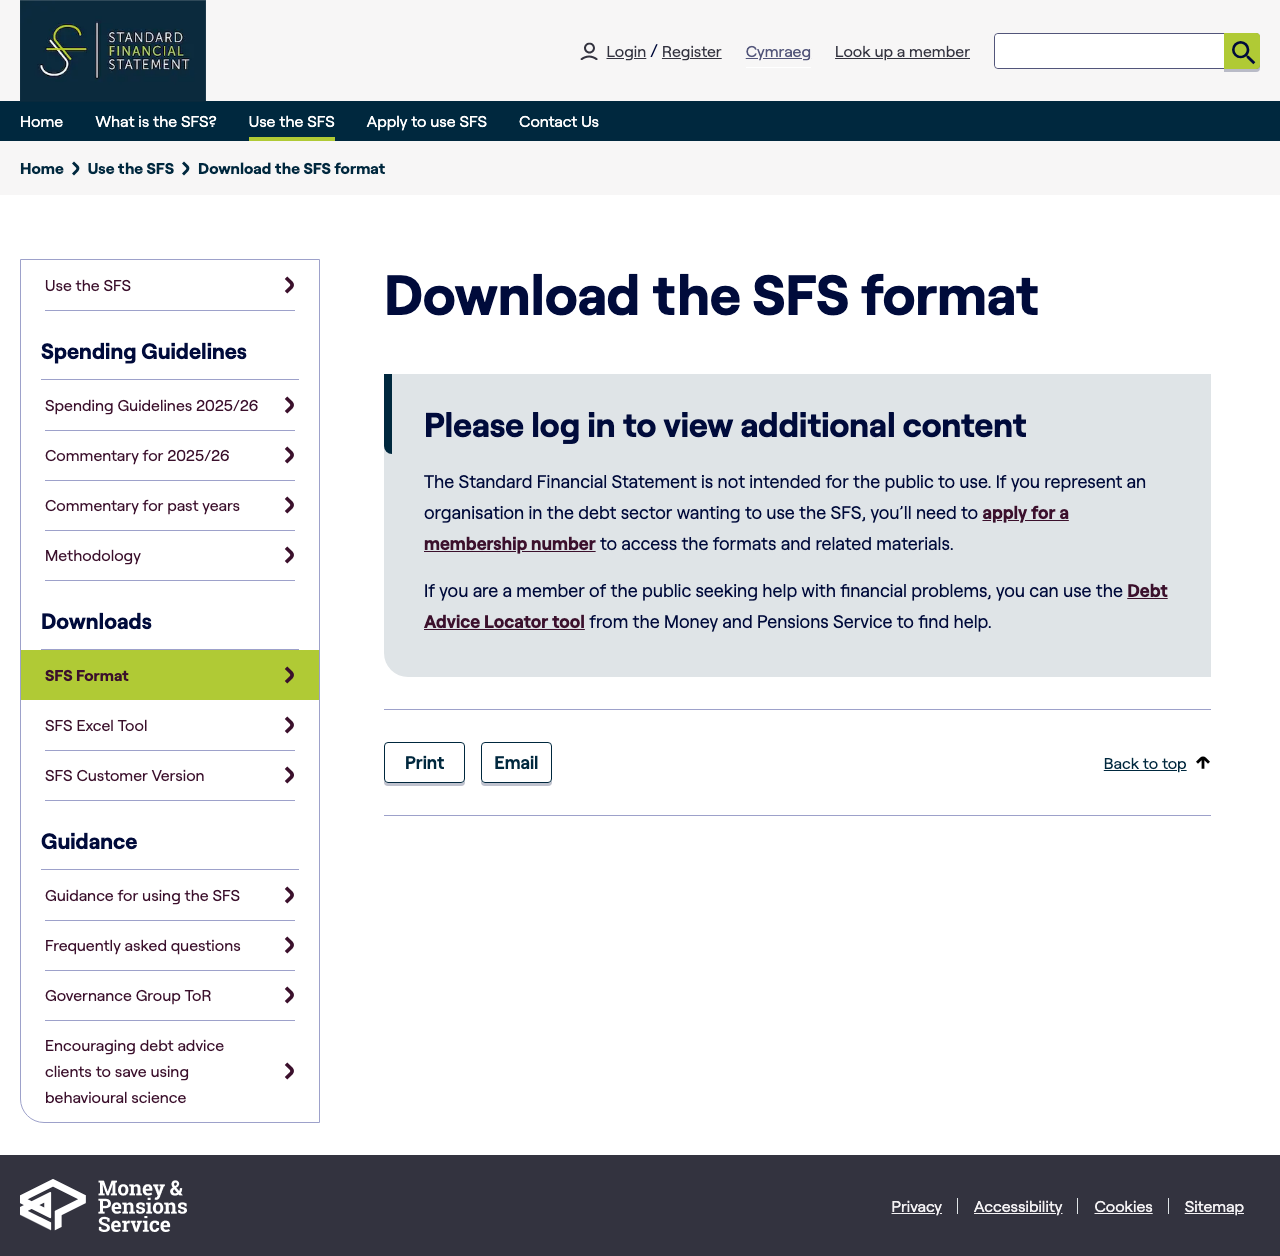 STANDARD
FINANCIAL
STATEMENT
Login / Register
Cymraeg
Look up a member
Home
What is the SFS?
Use the SFS
Apply to use SFS
Contact Us
Home
Use the SFS
Download the SFS format
Use the SFS
Spending Guidelines
Spending Guidelines 2025/26
Commentary for 2025/26
Commentary for past years
Methodology
Downloads
SFS Format
SFS Excel Tool
SFS Customer Version
Guidance
Guidance for using the SFS
Frequently asked questions
Governance Group ToR
Encouraging debt advice
clients to save using
behavioural science
Download the SFS format
Please log in to view additional content
The Standard Financial Statement is not intended for the public to use. If you represent an
organisation in the debt sector wanting to use the SFS, you’ll need to apply for a
membership number to access the formats and related materials.
If you are a member of the public seeking help with financial problems, you can use the Debt
Advice Locator tool from the Money and Pensions Service to find help.
Print
Email
Back to top
Money &
Pensions
Service
Privacy
Accessibility
Cookies
Sitemap